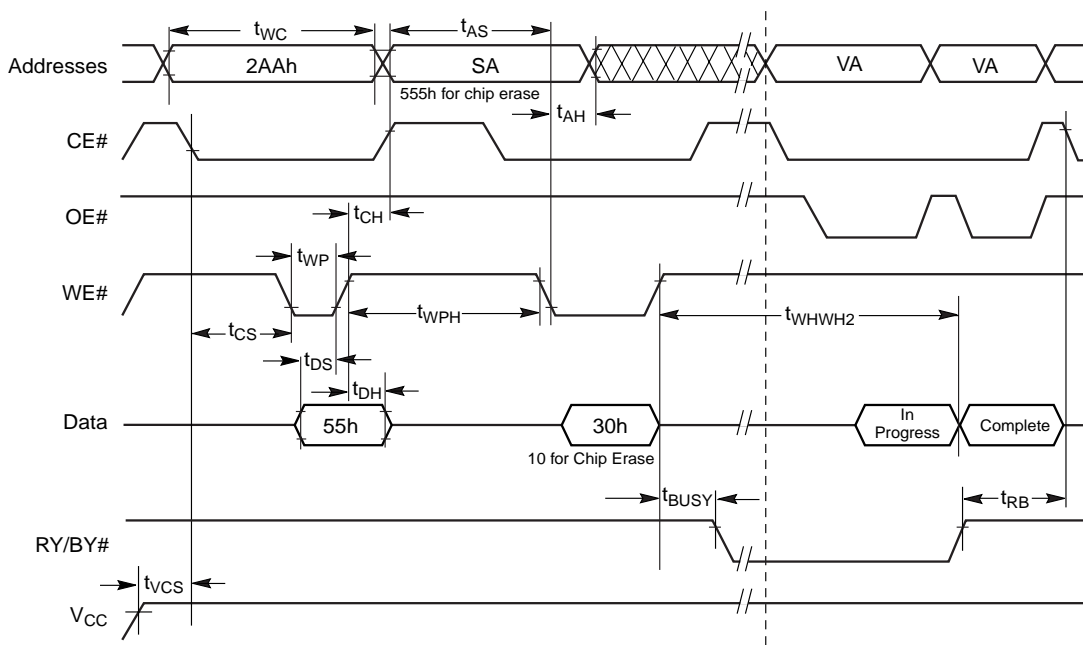 tWC
tAS
Addresses
2AAh
SA
VA
VA
555h for chip erase
tAH
CE#
OE#
tCH
tWP
WE#
tWPH
tWHWH2
tCS
tDS
tDH
Data
55h
30h
In
Progress
Complete
10 for Chip Erase
tBUSY
tRB
RY/BY#
tVCS
VCC